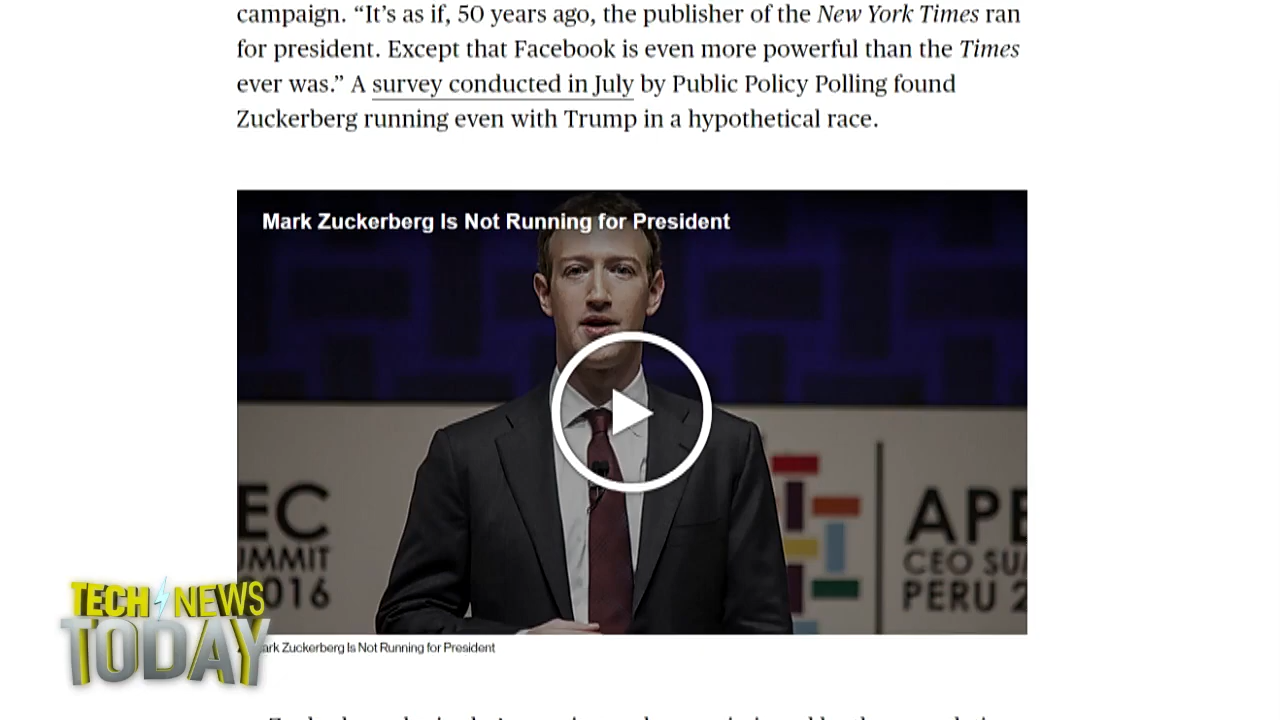 campaign. “It’s as if, 50 years ago, the publisher of the New York Times ran
for president. Except that Facebook is even more powerful than the Times
ever was.” A survey conducted in July by Public Policy Polling found
Zuckerberg running even with Trump in a hypothetical race.
Mark Zuckerberg Is Not Running for President
EC
UMMIT
016
APE
CEO SU
PERU 2
TECH NEWS
TODAY
ark Zuckerberg Is Not Running for President